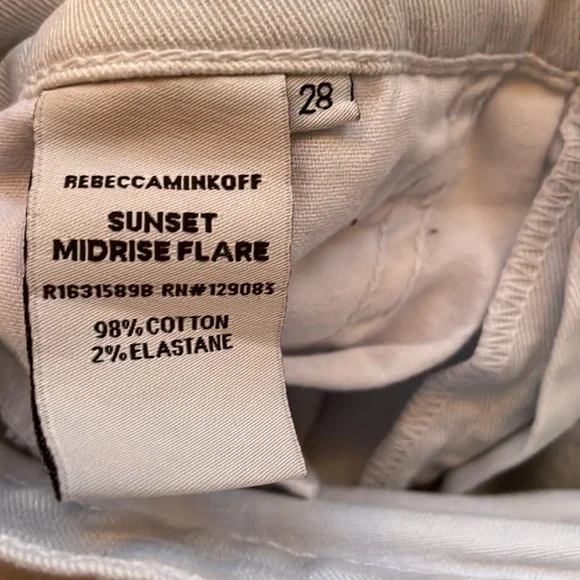 28
REBECCAMINKOFF
SUNSET
MIDRISE FLARE
R1631589B RN#129083
98% COTTON
2% ELASTANE